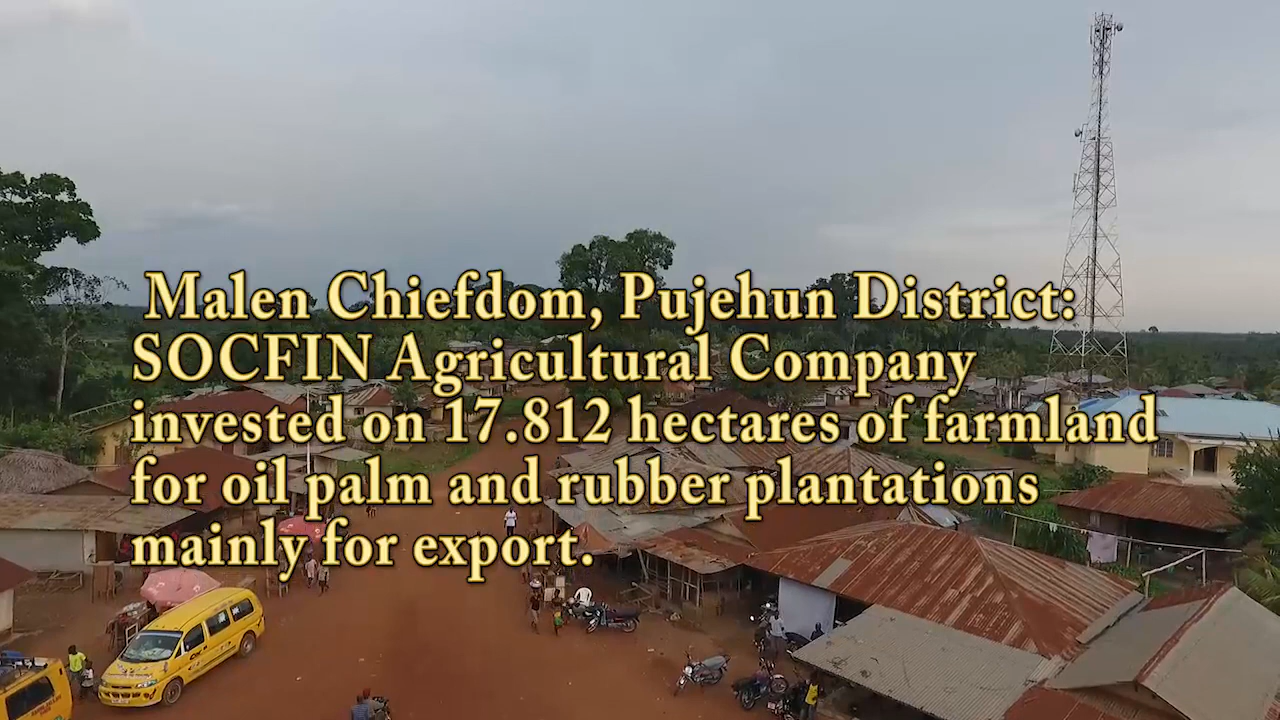 Malen Chiefdom, Pujehun District:
SOCFIN Agricultural Company
invested on 17.812 hectares of farmland
for oil palm and rubber plantations
mainly for export.